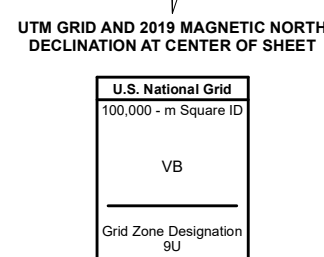 UTM GRID AND 2019 MAGNETIC NORTH
DECLINATION AT CENTER OF SHEET
U.S. National Grid
100,000 - m Square ID
VB
Grid Zone Designation
9U